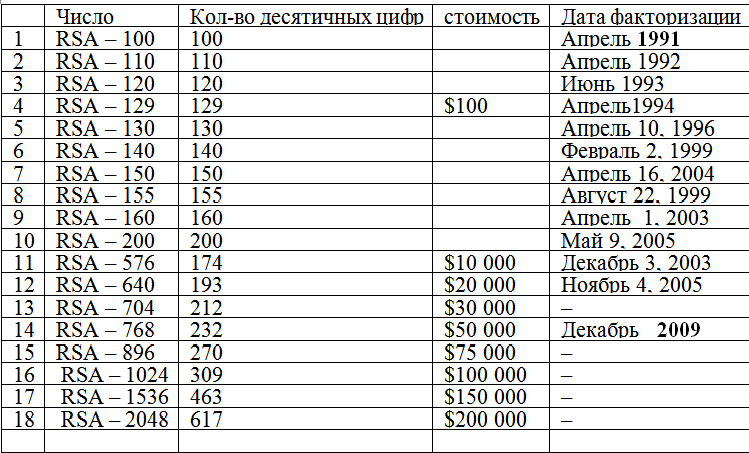 Число Кол-во десятичных цифр стоимость Дата факторизации
1 RSA – 100 100 Апрель 1991
2 RSA – 110 110 Апрель 1992
3 RSA – 120 120 Июнь 1993
4 RSA – 129 129 $100 Апрель1994
5 RSA – 130 130 Апрель 10, 1996
6 RSA – 140 140 Февраль 2, 1999
7 RSA – 150 150 Апрель 16, 2004
8 RSA – 155 155 Август 22, 1999
9 RSA – 160 160 Апрель 1, 2003
10 RSA – 200 200 Май 9, 2005
11 RSA – 576 174 $10 000 Декабрь 3, 2003
12 RSA – 640 193 $20 000 Ноябрь 4, 2005
13 RSA – 704 212 $30 000 –
14 RSA – 768 232 $50 000 Декабрь 2009
15 RSA – 896 270 $75 000 –
16 RSA – 1024 309 $100 000 –
17 RSA – 1536 463 $150 000 –
18 RSA – 2048 617 $200 000 –